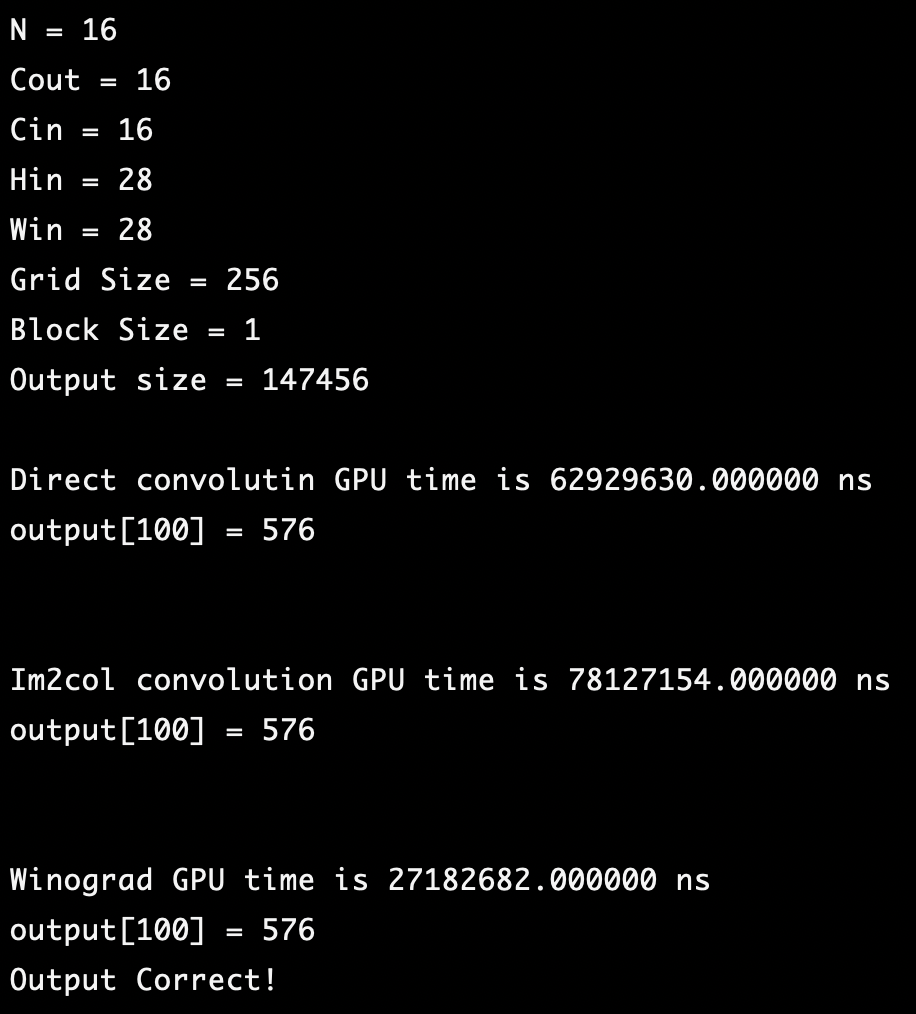 N = 16
Cout = 16
Cin = 16
Hin = 28
Win = 28
Grid Size = 256
Block Size = 1
Output size = 147456
Direct convolutin GPU time is 62929630.000000 ns
output[100] = 576
Im2col convolution GPU time is 78127154.000000 ns
output[100] = 576
Winograd GPU time is 27182682.000000 ns
output[100] = 576
Output Correct!